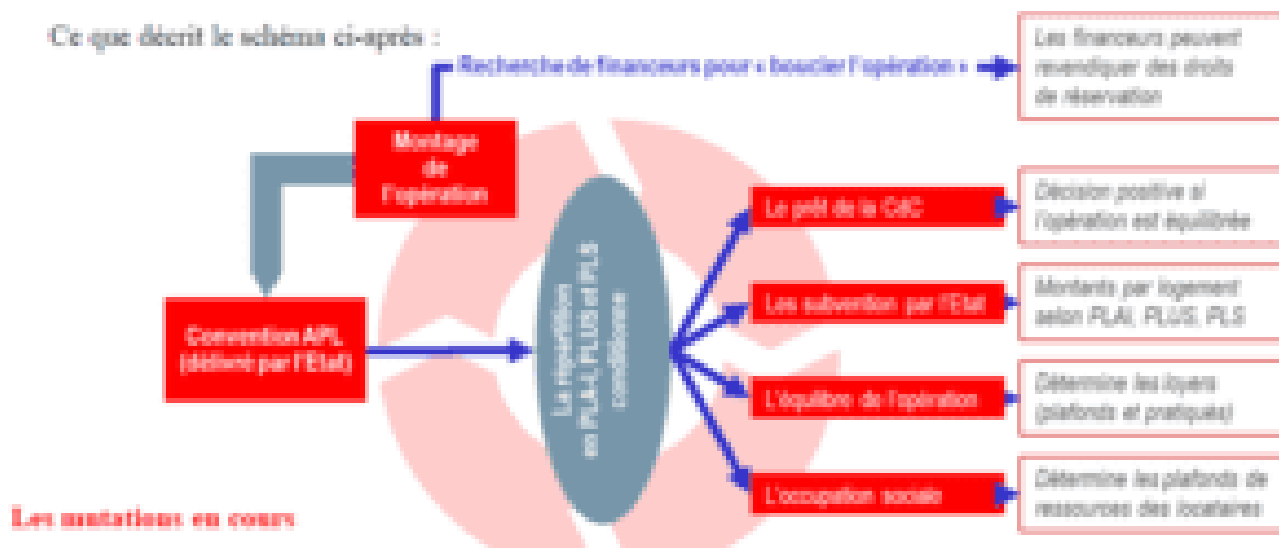 Ce que décrit le schéma ci-après :
Recherche de financeurs pour « boucler l'opération »
Les financeurs peuvent
revendiquer des droits
de réservation
Montage
de
l'opération
Le prêt de la CdC
Décision positive si
l'opération est équilibrée
Convention APL
(délivré par l'Etat)
La répartition
en PLA-I, PLUS et PLS
conditionne
Les subvention par l'Etat
Montants par logement
selon PLAI, PLUS, PLS
L'équilibre de l'opération
Détermine les loyers
(plafonds et pratiqués)
L'occupation sociale
Détermine les plafonds de
ressources des locataires
Les mutations en cours